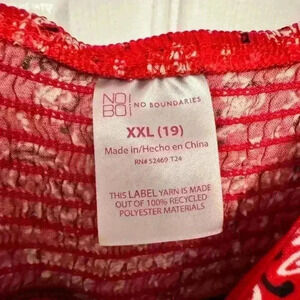 NO
BO
NO BOUNDARIES
XXL (19)
Made in/Hecho en China
RN# 52469 T24
THIS LABEL YARN IS MADE
OUT OF 100% RECYCLED
POLYESTER MATERIALS